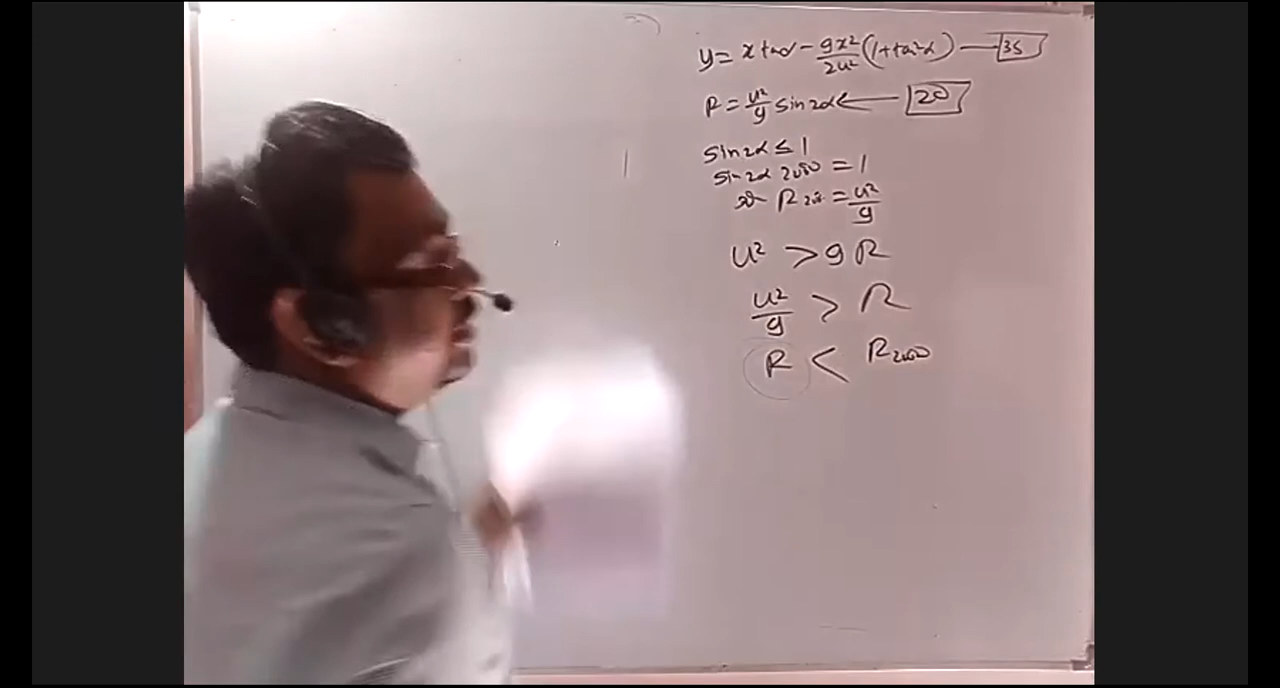 y = x tanα - gx²/2u² (1+tan²α) — 35
R = u²/g sin2α ← 20
sin2α ≤ 1
sin2α = 1
R = u²/g
u² > gR
u²/g > R
R < R